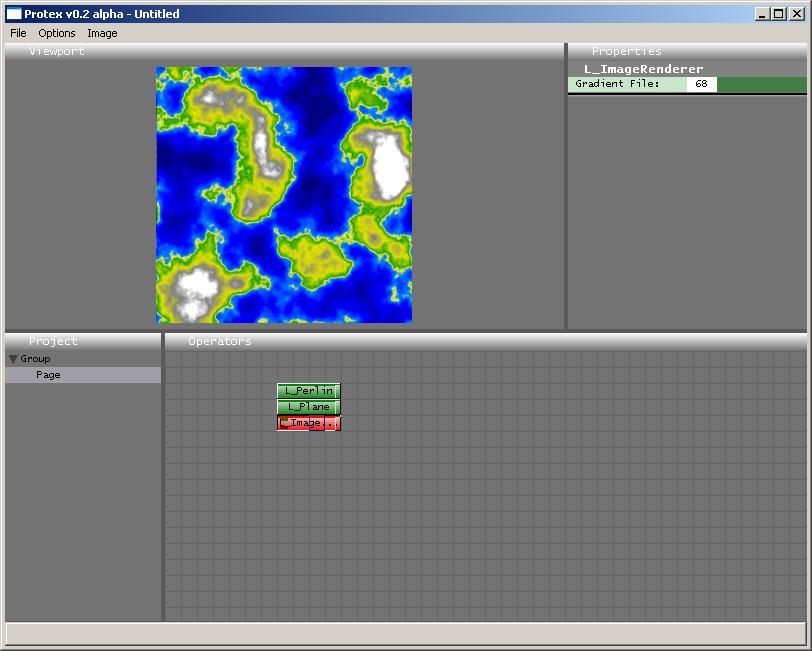 Protex v0.2 alpha - Untitled
File Options Image
Viewport
Properties
L_ImageRenderer
Gradient File: 68
Project
Operators
Group
Page
L_Perlin
L_Plane
L_Image...